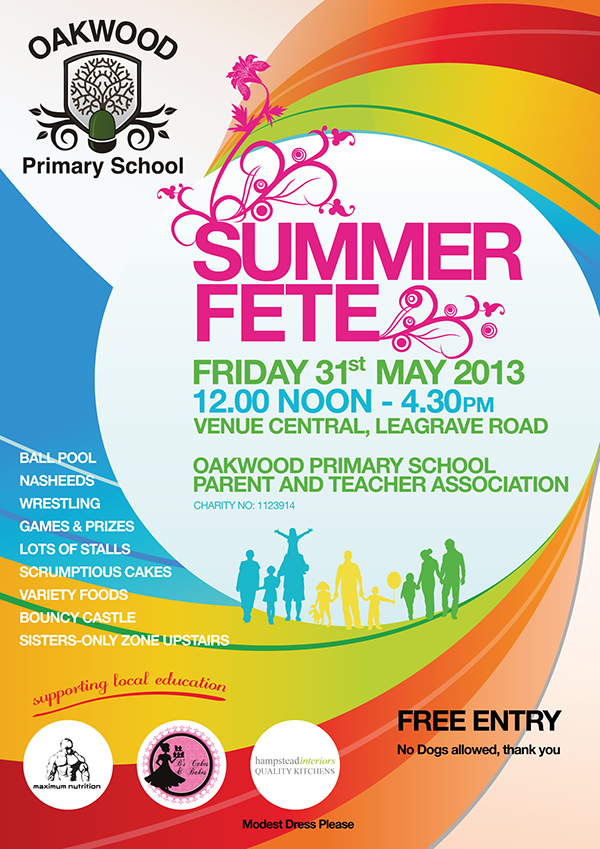 OAKWOOD
Primary School
SUMMER
FETE
FRIDAY 31st MAY 2013
12.00 NOON - 4.30PM
VENUE CENTRAL, LEAGRAVE ROAD
OAKWOOD PRIMARY SCHOOL
PARENT AND TEACHER ASSOCIATION
CHARITY NO: 1123914
BALL POOL
NASHEEDS
WRESTLING
GAMES & PRIZES
LOTS OF STALLS
SCRUMPTIOUS CAKES
VARIETY FOODS
BOUNCY CASTLE
SISTERS-ONLY ZONE UPSTAIRS
supporting local education
maximum nutrition
B's Cakes
& Bakes
hampsteadinteriors
QUALITY KITCHENS
FREE ENTRY
No Dogs allowed, thank you
Modest Dress Please